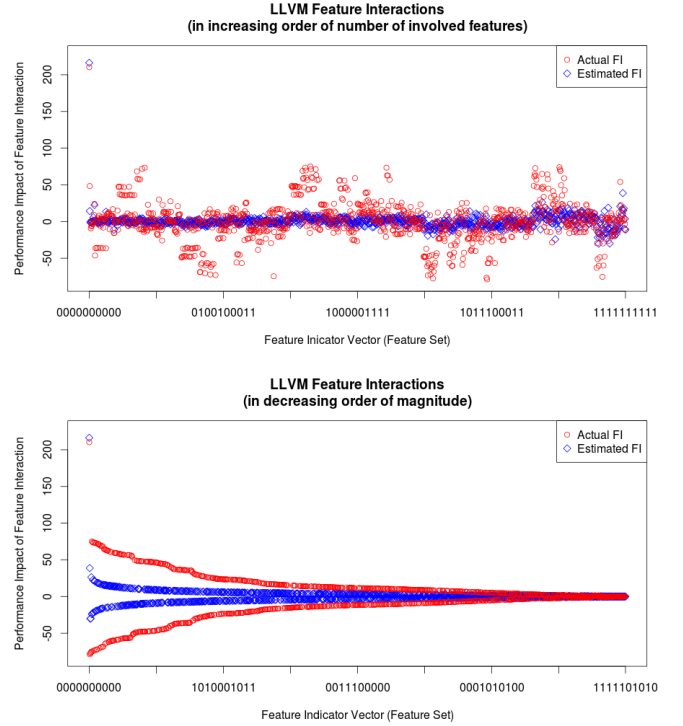 LLVM Feature Interactions
(in increasing order of number of involved features)
Performance Impact of Feature Interaction
200
150
100
50
0
-50
Actual FI
Estimated FI
0000000000
0100100011
1000001111
1011100011
1111111111
Feature Inicator Vector (Feature Set)
LLVM Feature Interactions
(in decreasing order of magnitude)
Performance Impact of Feature Interaction
200
150
100
50
0
-50
Actual FI
Estimated FI
0000000000
1010001011
0011100000
0001010100
1111101010
Feature Indicator Vector (Feature Set)